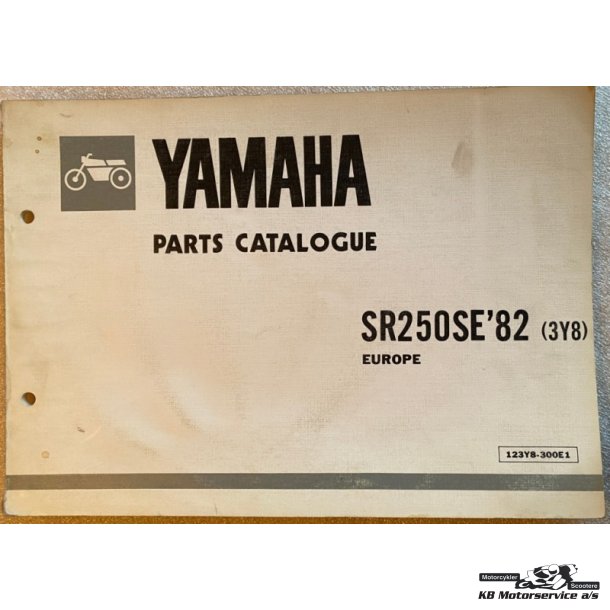 YAMAHA
PARTS CATALOGUE
SR250SE'82 (3Y8)
EUROPE
123Y8-300E1
Motorcykler
Scootere
KB Motorservice a/s